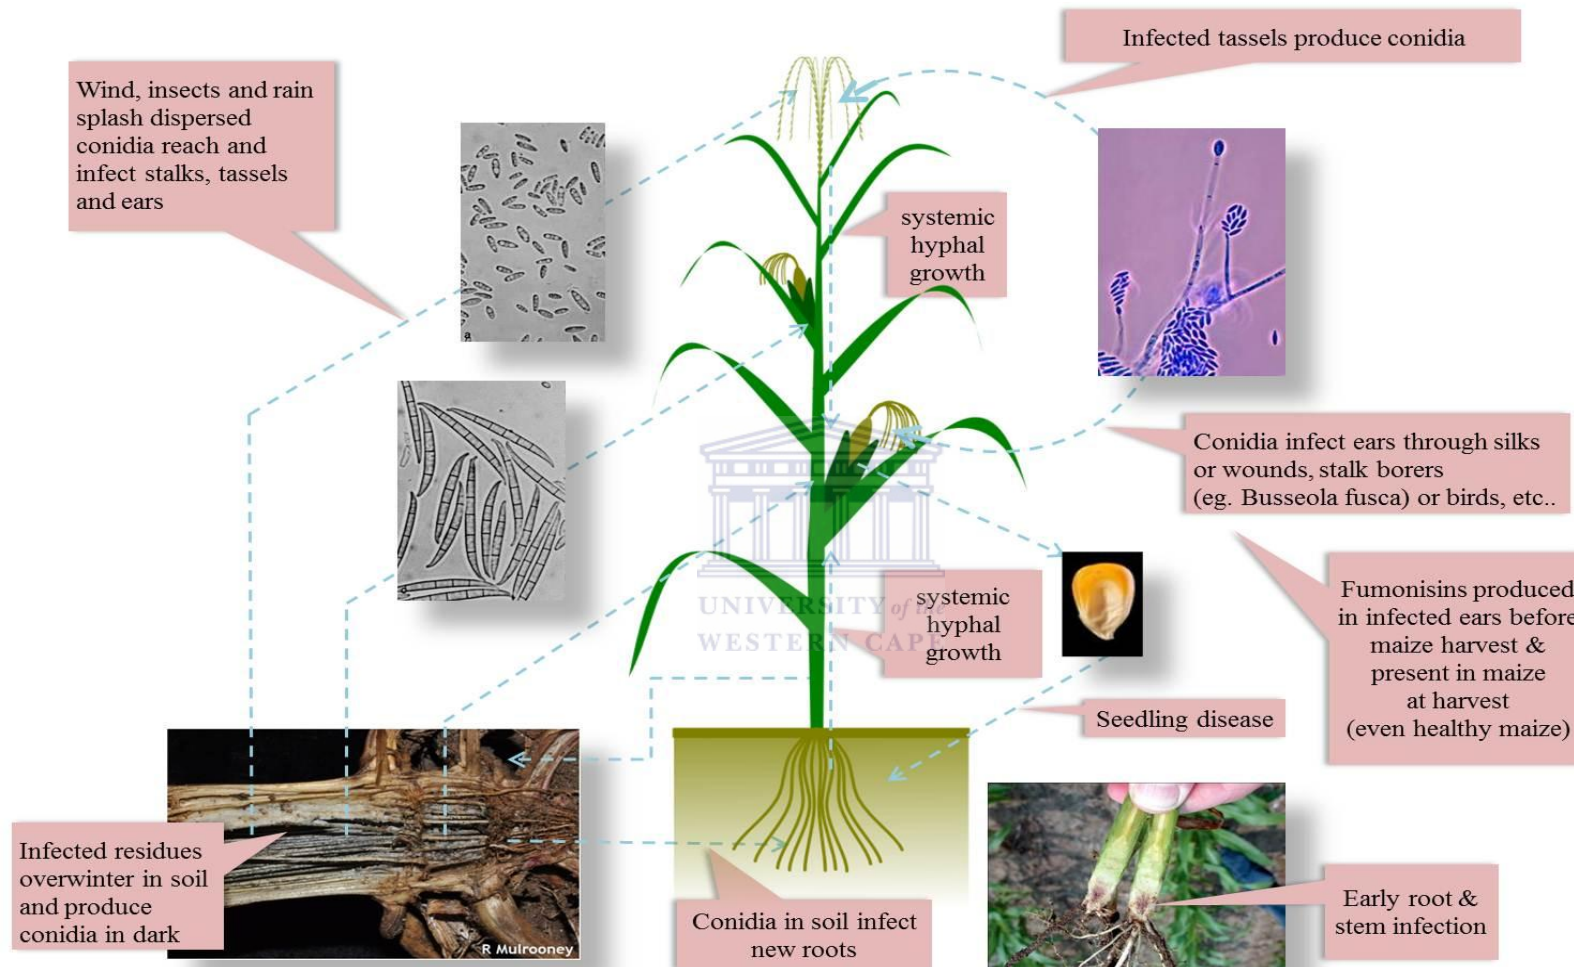 Infected tassels produce conidia
Wind, insects and rain
splash dispersed
conidia reach and
infect stalks, tassels
and ears
systemic
hyphal
growth
Conidia infect ears through silks
or wounds, stalk borers
(eg. Busseola fusca) or birds, etc..
UNIVERSITY of the
WESTERN CAPE
systemic
hyphal
growth
Fumonisins produced
in infected ears before
maize harvest &
present in maize
at harvest
(even healthy maize)
Seedling disease
Infected residues
overwinter in soil
and produce
conidia in dark
R Mulrooney
Conidia in soil infect
new roots
Early root &
stem infection